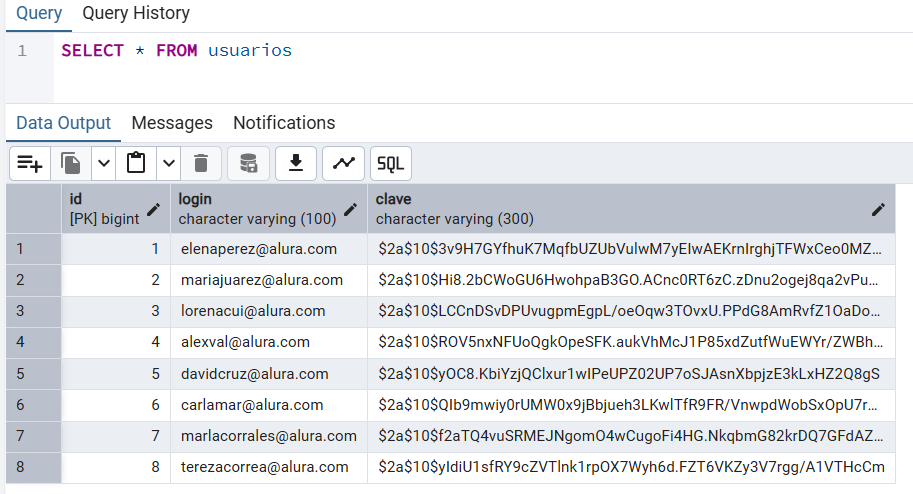 Query Query History
1 SELECT * FROM usuarios
Data Output Messages Notifications
SQL
id login clave
[PK] bigint character varying (100) character varying (300)
1 1 elenaperez@alura.com $2a$10$3v9H7GYfhuK7MqfbUZUbVulwM7yEIwAEKrnIrghjTFWxCeo0MZ...
2 2 mariajuarez@alura.com $2a$10$Hi8.2bCWoGU6HwohpaB3GO.ACnc0RT6zC.zDnu2ogej8qa2vPu...
3 3 lorenacui@alura.com $2a$10$LCCnDSvDPUvugpmEgpL/oeOqw3TOvxU.PPdG8AmRvfZ1OaDo...
4 4 alexval@alura.com $2a$10$ROV5nxNFUoQgkOpeSFK.aukVhMcJ1P85xdZutfWuEWYr/ZWBh...
5 5 davidcruz@alura.com $2a$10$yOC8.KbiYzjQClxur1wIPeUPZ02UP7oSJAsnXbpjzE3kLxHZ2Q8gS
6 6 carlamar@alura.com $2a$10$QIb9mwiy0rUMW0x9jBbjueh3LKwlTfR9FR/VnwpdWobSxOpU7r...
7 7 marlacorrales@alura.com $2a$10$f2aTQ4vuSRMEJNgomO4wCugoFi4HG.NkqbmG82krDQ7GFdAZ...
8 8 terezacorrea@alura.com $2a$10$yIdiU1sfRY9cZVTlnk1rpOX7Wyh6d.FZT6VKZy3V7rgg/A1VTHcCm